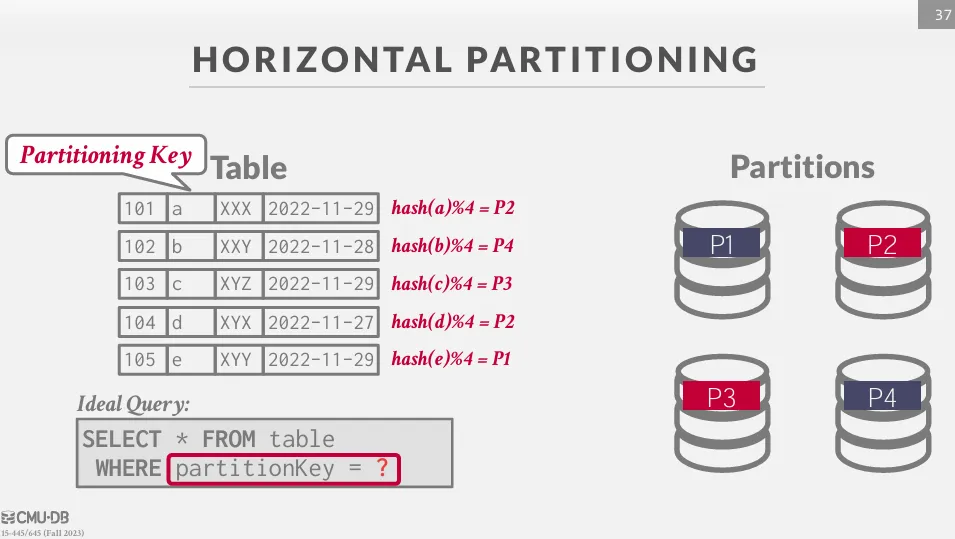 37
HORIZONTAL PARTITIONING
Partitioning Key
Table
101 a XXX 2022-11-29 hash(a)%4 = P2
102 b XXY 2022-11-28 hash(b)%4 = P4
103 c XYZ 2022-11-29 hash(c)%4 = P3
104 d XYX 2022-11-27 hash(d)%4 = P2
105 e XYY 2022-11-29 hash(e)%4 = P1
Ideal Query:
SELECT * FROM table
WHERE partitionKey = ?
Partitions
P1 P2
P3 P4
CMU·DB
15-445/645 (Fall 2023)